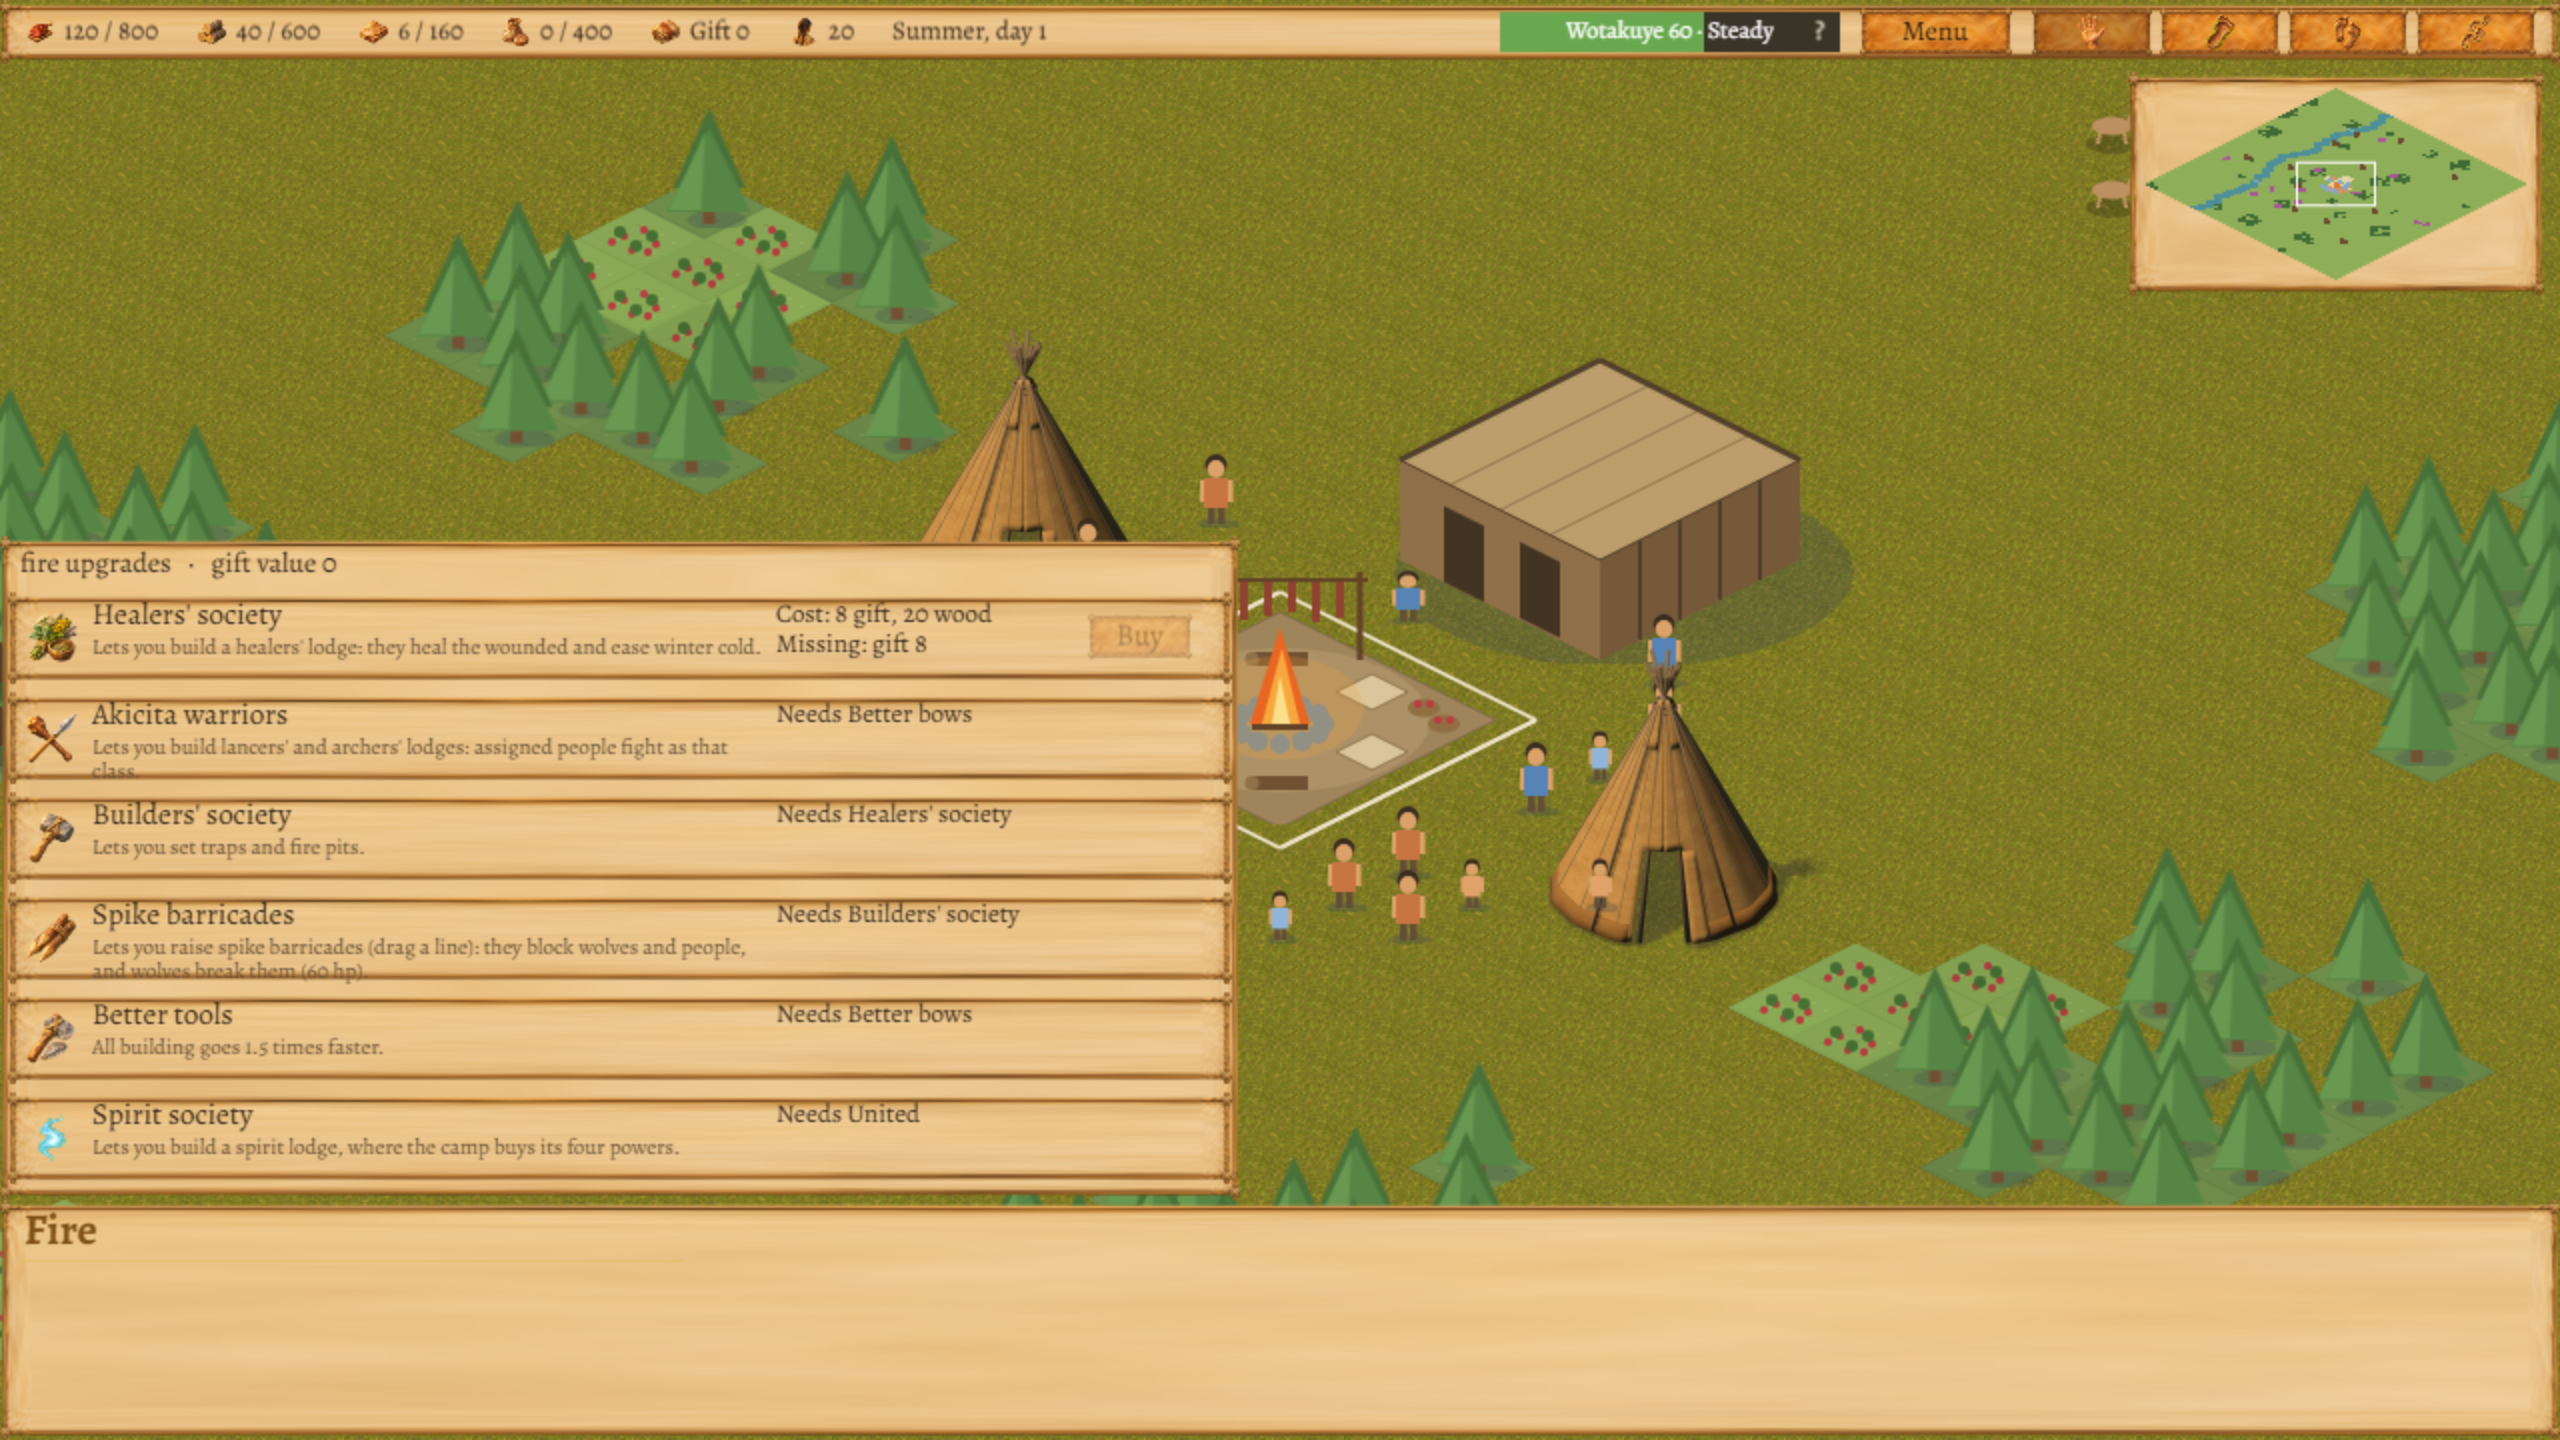 120 / 800 40 / 600 6 / 160 0 / 400 Gift 0 20 Summer, day 1 Wotakuye 60 · Steady ? Menu
fire upgrades · gift value 0
Healers' society
Lets you build a healers' lodge: they heal the wounded and ease winter cold.
Cost: 8 gift, 20 wood
Missing: gift 8
Buy
Akicita warriors
Lets you build lancers' and archers' lodges: assigned people fight as that
class.
Needs Better bows
Builders' society
Lets you set traps and fire pits.
Needs Healers' society
Spike barricades
Lets you raise spike barricades (drag a line): they block wolves and people,
and wolves break them (60 hp).
Needs Builders' society
Better tools
All building goes 1.5 times faster.
Needs Better bows
Spirit society
Lets you build a spirit lodge, where the camp buys its four powers.
Needs United
Fire